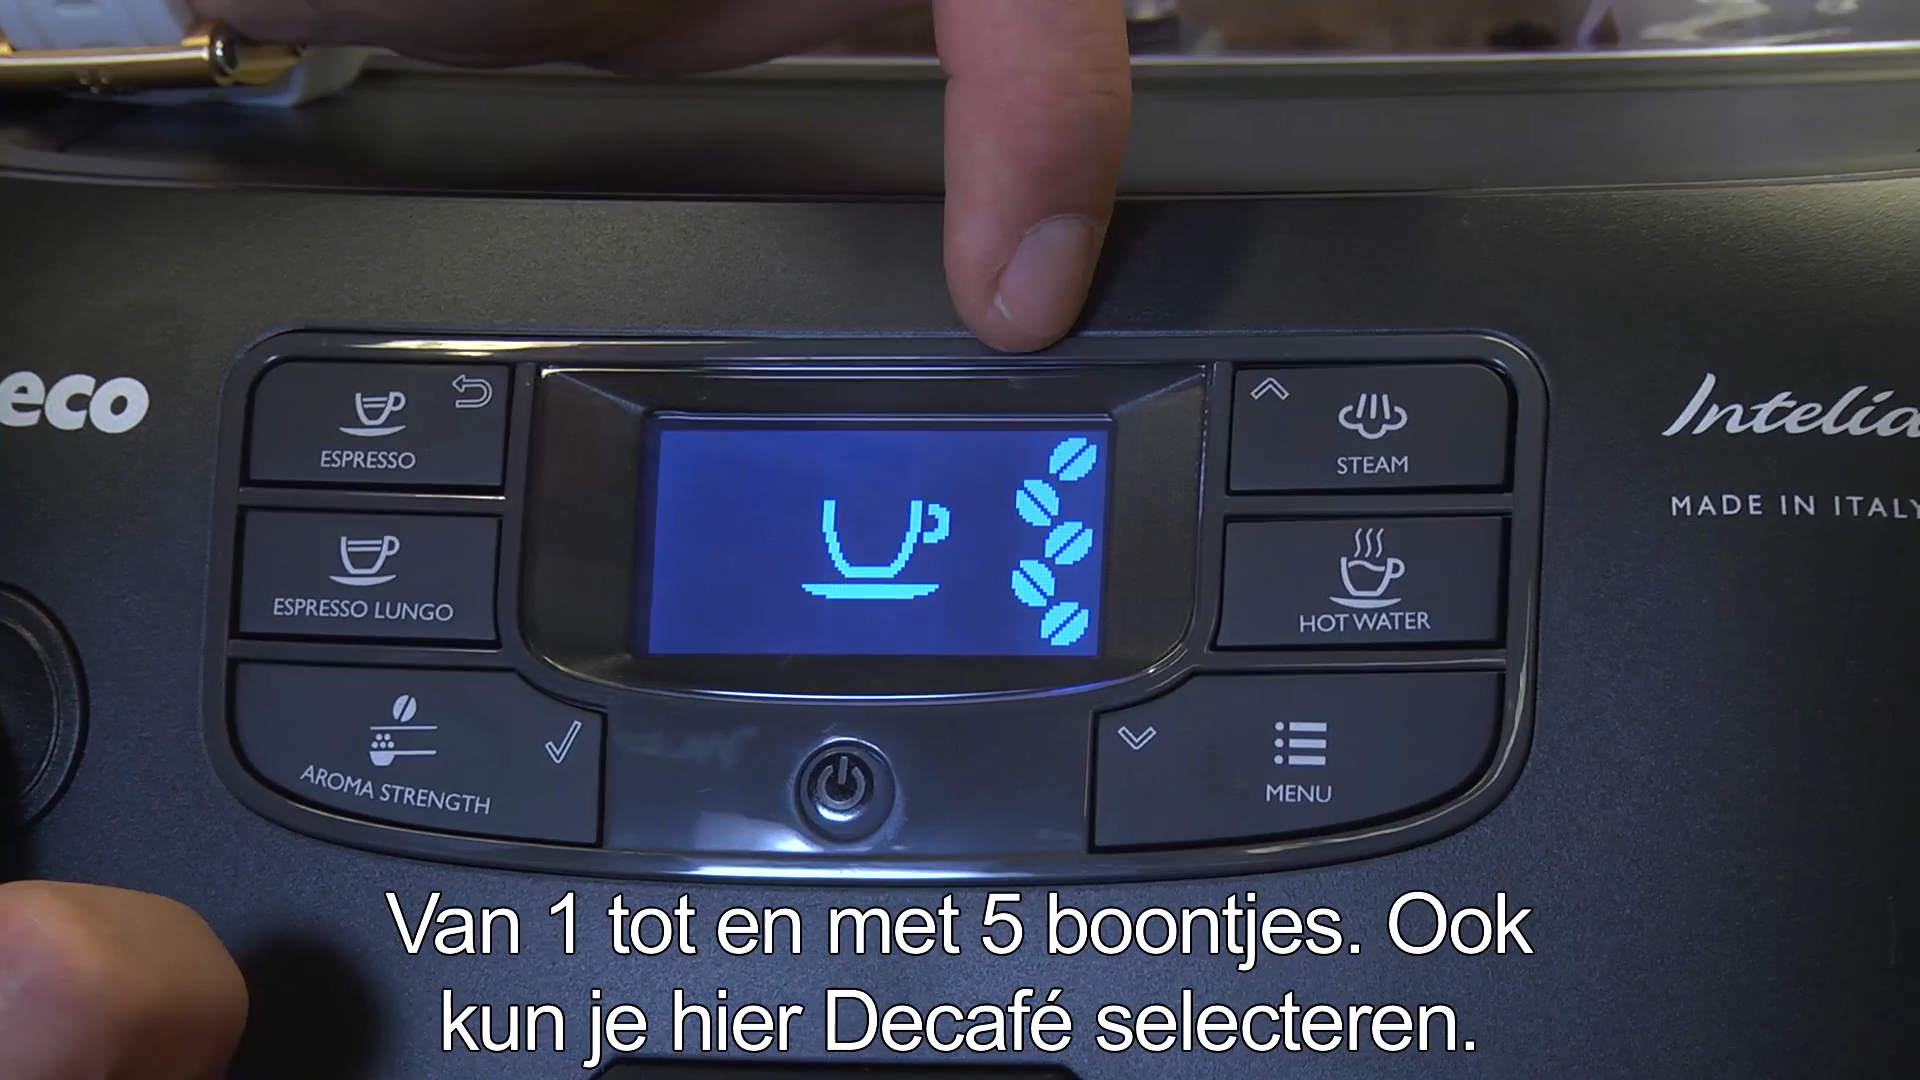 eco
ESPRESSO
ESPRESSO LUNGO
AROMA STRENGTH
STEAM
HOT WATER
MENU
Intelia
MADE IN ITALY
Van 1 tot en met 5 boontjes. Ook
kun je hier Decafé selecteren.